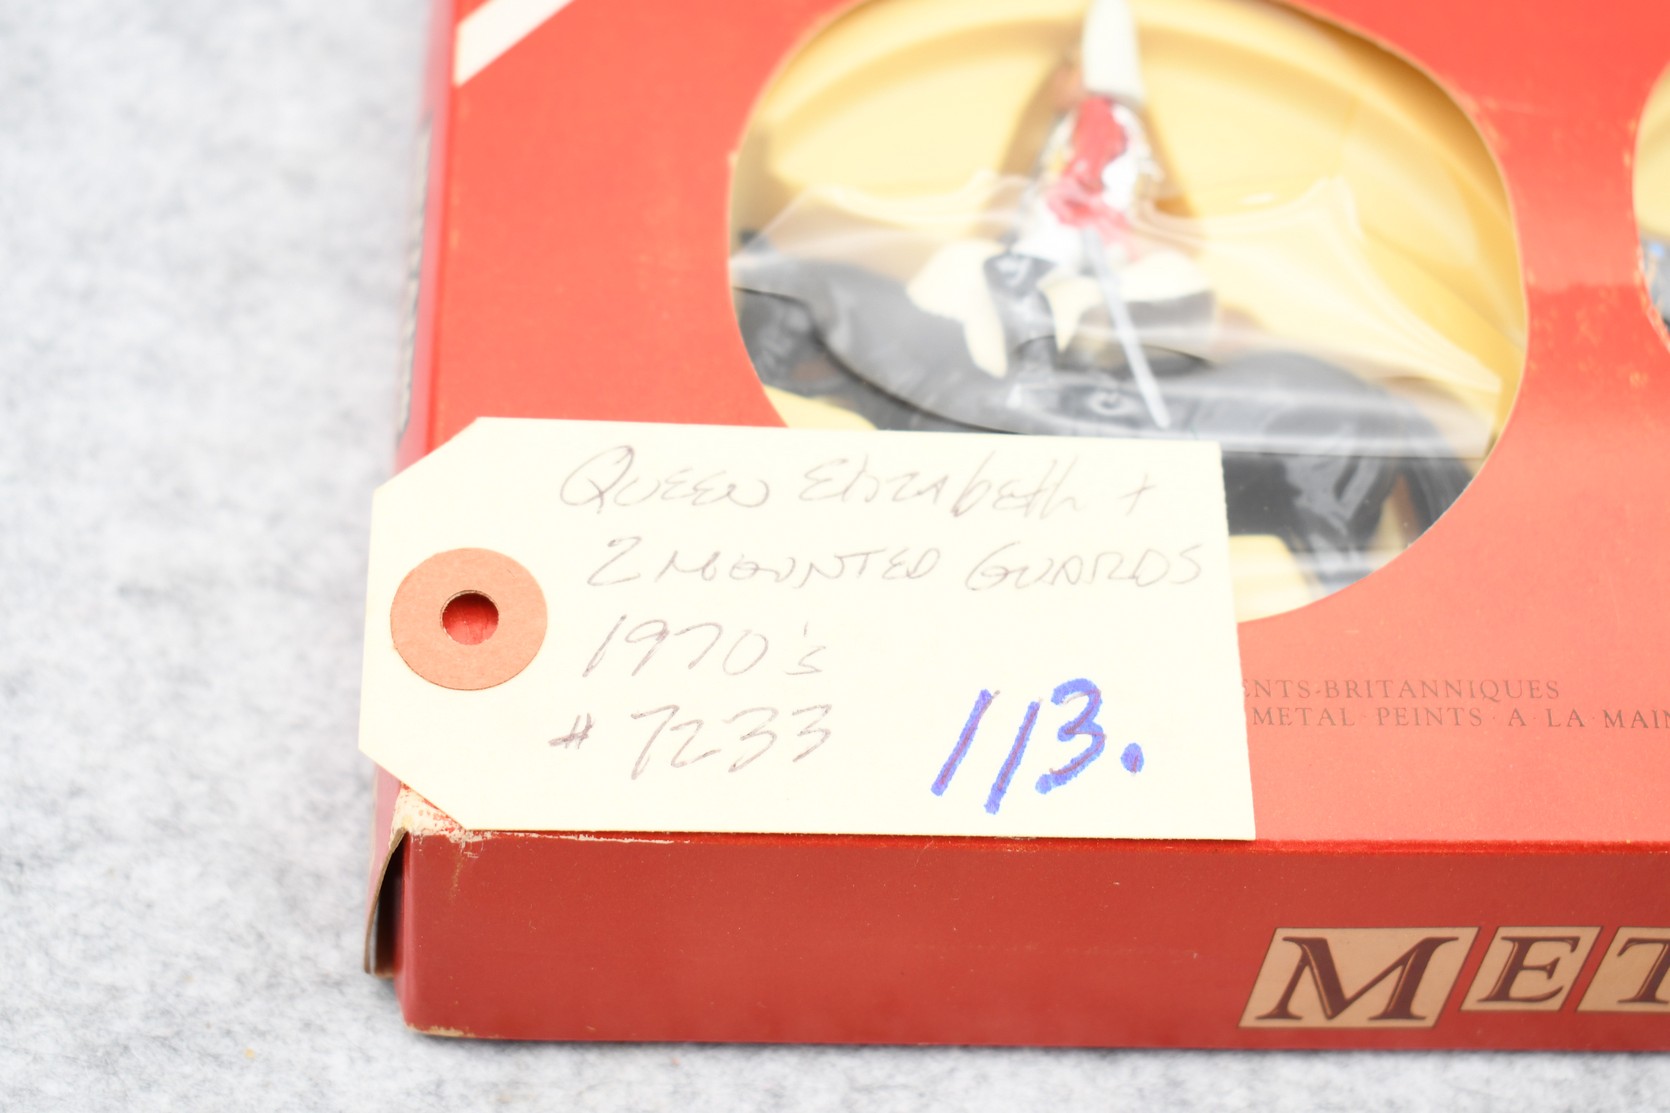 Queen Elizabeth +
2 MOUNTED GUARDS
1970's
# 7233
113.
ENTS·BRITANNIQUES
METAL·PEINTS·A·LA·MAIN
MET